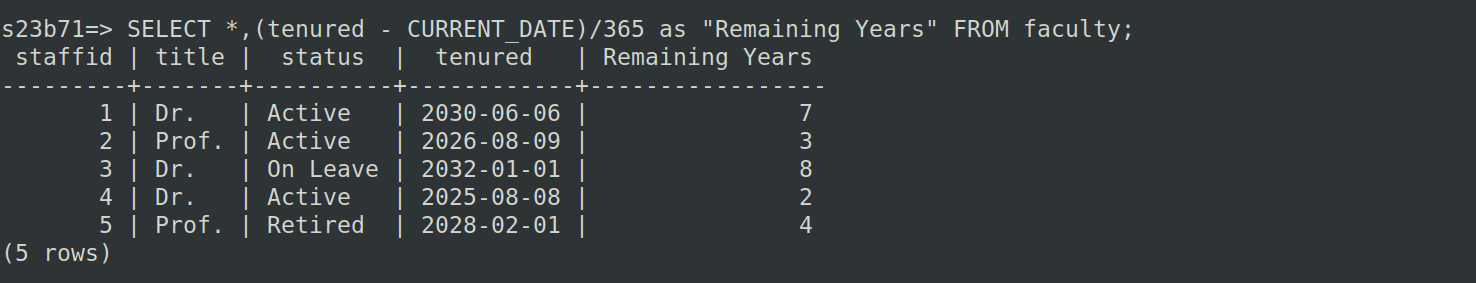 s23b71=> SELECT *,(tenured - CURRENT_DATE)/365 as "Remaining Years" FROM faculty;
 staffid | title |  status  |  tenured   | Remaining Years
---------+-------+----------+------------+-----------------
       1 | Dr.   | Active   | 2030-06-06 |               7
       2 | Prof. | Active   | 2026-08-09 |               3
       3 | Dr.   | On Leave | 2032-01-01 |               8
       4 | Dr.   | Active   | 2025-08-08 |               2
       5 | Prof. | Retired  | 2028-02-01 |               4
(5 rows)